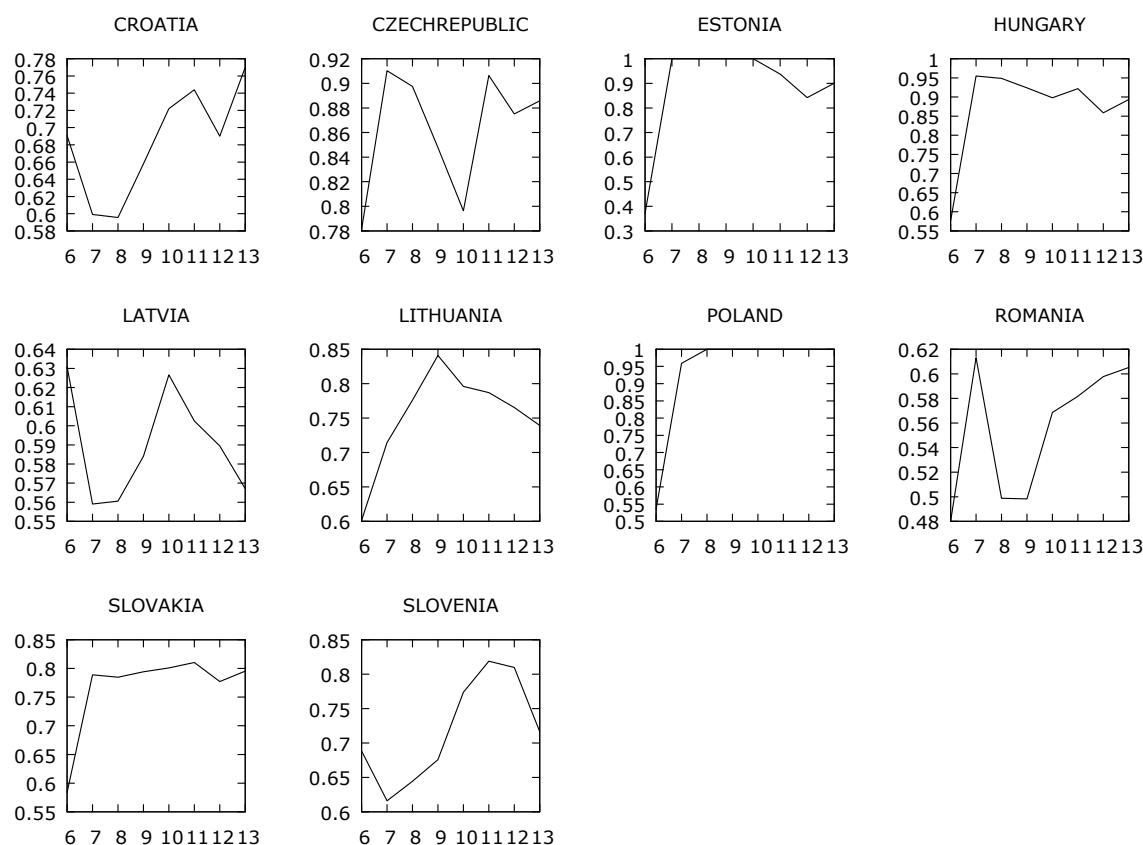 CROATIA CZECHREPUBLIC ESTONIA HUNGARY
0.78 0.92 1 1
0.76 0.9 0.9 0.95
0.74 0.88 0.8 0.9
0.72 0.86 0.7 0.85
0.7 0.84 0.6 0.8
0.68 0.82 0.5 0.75
0.66 0.8 0.4 0.7
0.64 0.78 0.3 0.65
0.62 0.6
0.6 0.55
0.58
6 7 8 9 10 11 12 13 6 7 8 9 10 11 12 13 6 7 8 9 10 11 12 13 6 7 8 9 10 11 12 13
LATVIA LITHUANIA POLAND ROMANIA
0.64 0.85 1 0.62
0.63 0.8 0.95 0.6
0.62 0.75 0.9 0.58
0.61 0.7 0.85 0.56
0.6 0.65 0.8 0.54
0.59 0.6 0.75 0.52
0.58 0.7 0.5
0.57 0.65 0.48
0.56 0.6
0.55 0.55
0.5
6 7 8 9 10 11 12 13 6 7 8 9 10 11 12 13 6 7 8 9 10 11 12 13 6 7 8 9 10 11 12 13
SLOVAKIA SLOVENIA
0.85 0.85
0.8 0.8
0.75 0.75
0.7 0.7
0.65 0.65
0.6 0.6
0.55
6 7 8 9 10 11 12 13 6 7 8 9 10 11 12 13